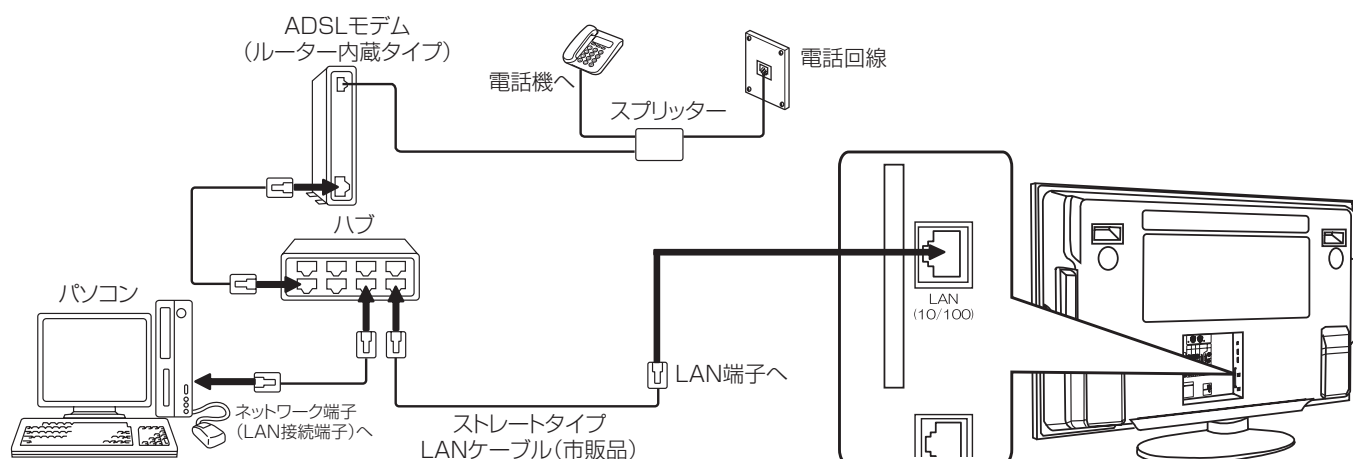 ADSLモデム
(ルーター内蔵タイプ)
電話機へ
電話回線
スプリッター
ハブ
パソコン
LAN
(10/100)
LAN端子へ
ネットワーク端子
(LAN接続端子)へ
ストレートタイプ
LANケーブル(市販品)